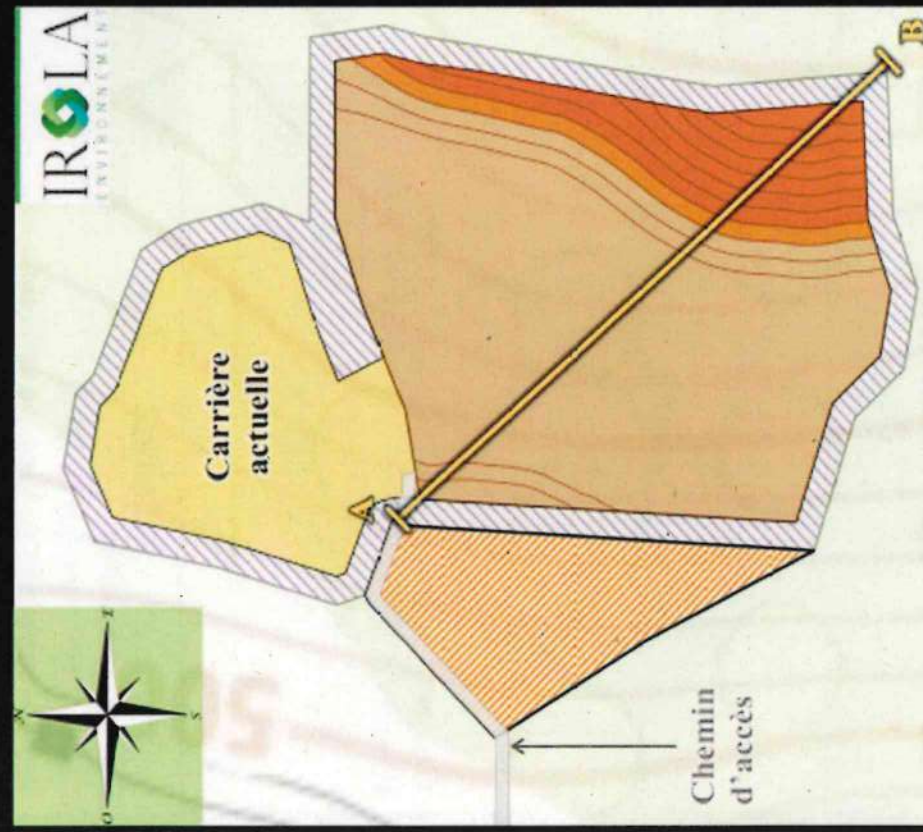 IROLA
ENVIRONNEMENT
N
O
E
S
Carrière
actuelle
A
B
Chemin
d'accès